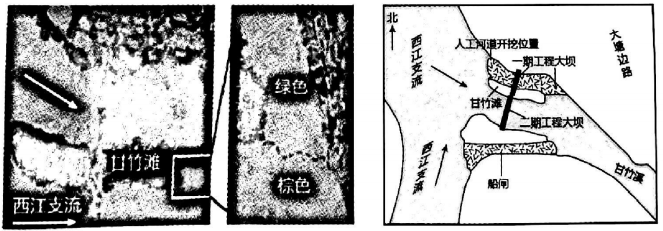 绿色
甘竹滩
棕色
西江支流
北
西江支流
人工河道开挖位置
一期工程大坝
大堤边路
甘竹滩
二期工程大坝
西江支流
船闸
甘竹溪